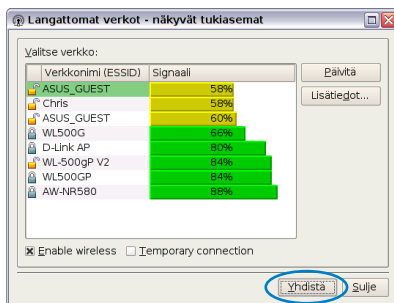 Langattomat verkot - näkyvät tukiasemat
Valitse verkko:
Verkkonimi (ESSID) Signaali
ASUS_GUEST 58%
Chris 58%
ASUS_GUEST 60%
WL500G 66%
D-Link AP 80%
WL-500gP V2 84%
WL500GP 84%
AW-NR580 88%
Päivitä
Lisätiedot...
Enable wireless Temporary connection
Yhdistä Sulje